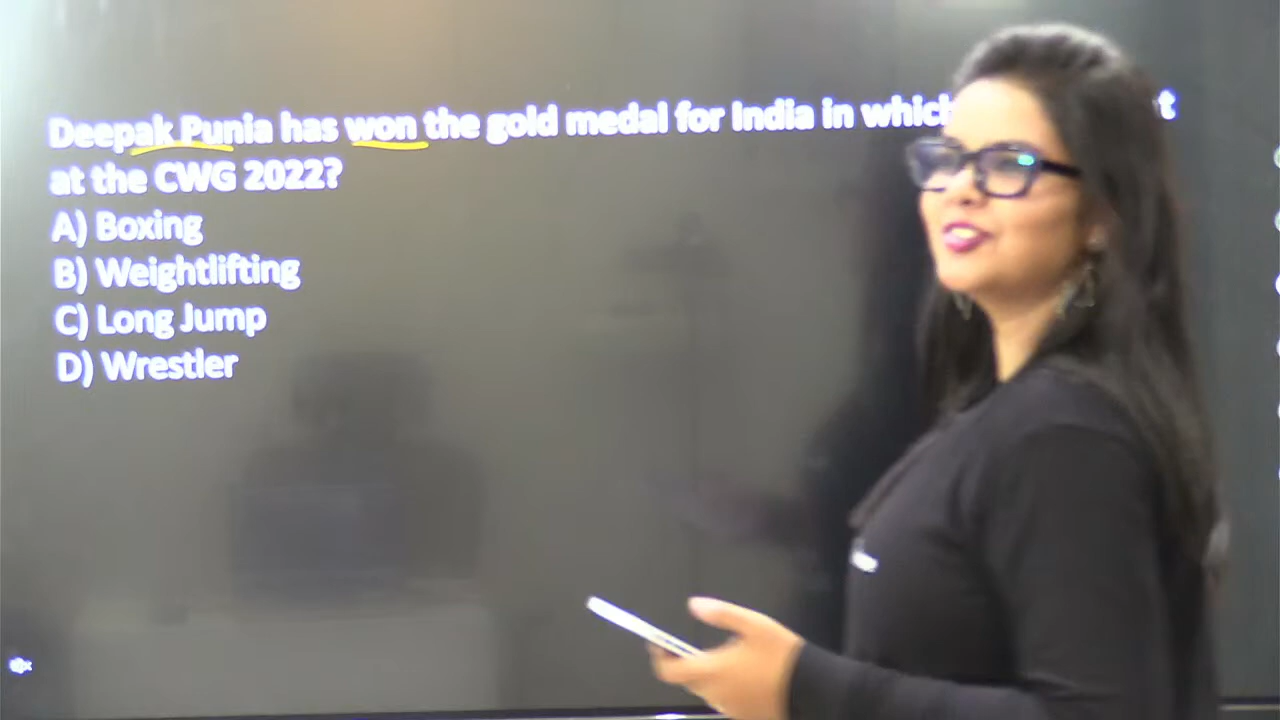 Deepak Punia has won the gold medal for India in which
at the CWG 2022?
A) Boxing
B) Weightlifting
C) Long Jump
D) Wrestler